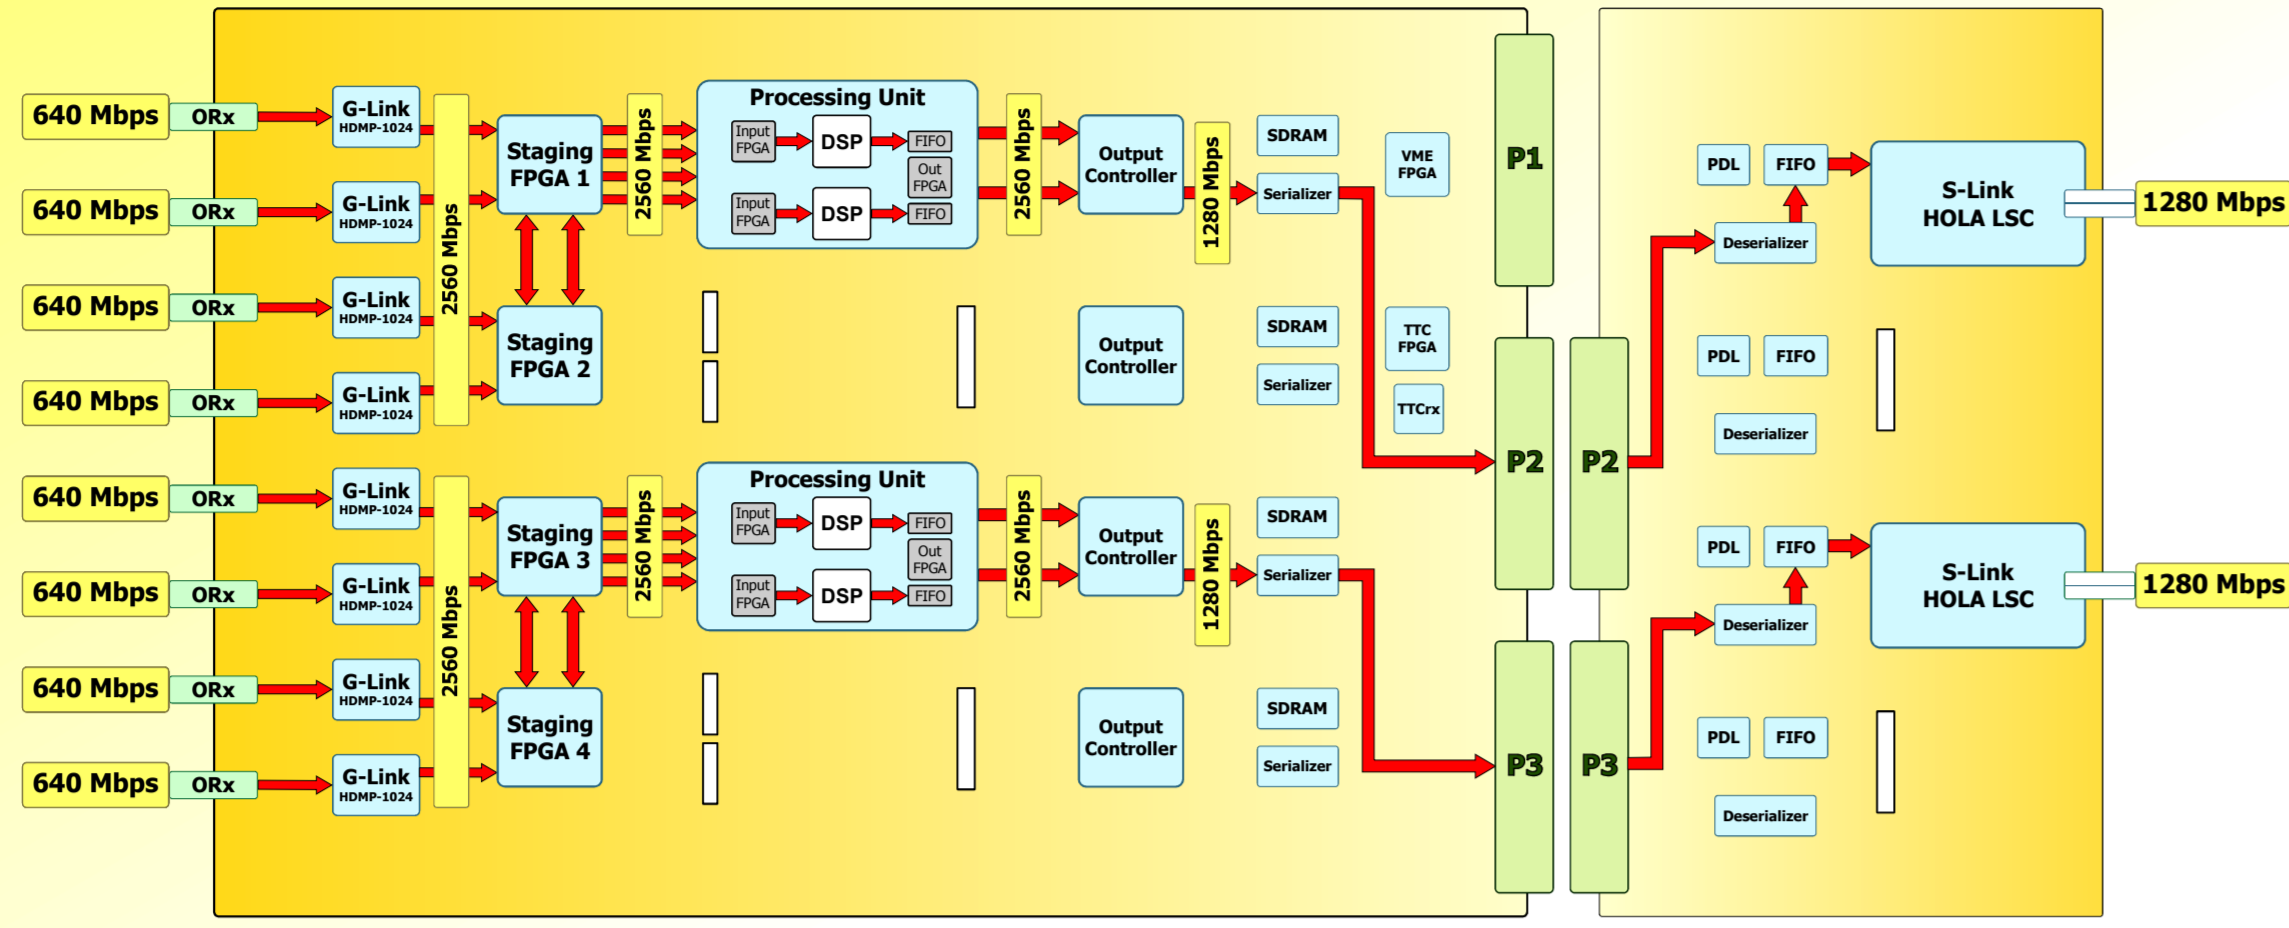 640 Mbps
ORx
G-Link
HDMP-1024
640 Mbps
ORx
G-Link
HDMP-1024
640 Mbps
ORx
G-Link
HDMP-1024
640 Mbps
ORx
G-Link
HDMP-1024
2560 Mbps
Staging
FPGA 1
Staging
FPGA 2
2560 Mbps
Processing Unit
Input
FPGA
DSP
FIFO
Out
FPGA
Input
FPGA
DSP
FIFO
2560 Mbps
Output
Controller
1280 Mbps
SDRAM
Serializer
VME
FPGA
Output
Controller
SDRAM
Serializer
TTC
FPGA
TTCrx
640 Mbps
ORx
G-Link
HDMP-1024
640 Mbps
ORx
G-Link
HDMP-1024
640 Mbps
ORx
G-Link
HDMP-1024
640 Mbps
ORx
G-Link
HDMP-1024
2560 Mbps
Staging
FPGA 3
Staging
FPGA 4
2560 Mbps
Processing Unit
Input
FPGA
DSP
FIFO
Out
FPGA
Input
FPGA
DSP
FIFO
2560 Mbps
Output
Controller
1280 Mbps
SDRAM
Serializer
Output
Controller
SDRAM
Serializer
P1
P2
P3
P2
P3
PDL
FIFO
Deserializer
S-Link
HOLA LSC
1280 Mbps
PDL
FIFO
Deserializer
PDL
FIFO
Deserializer
S-Link
HOLA LSC
1280 Mbps
PDL
FIFO
Deserializer